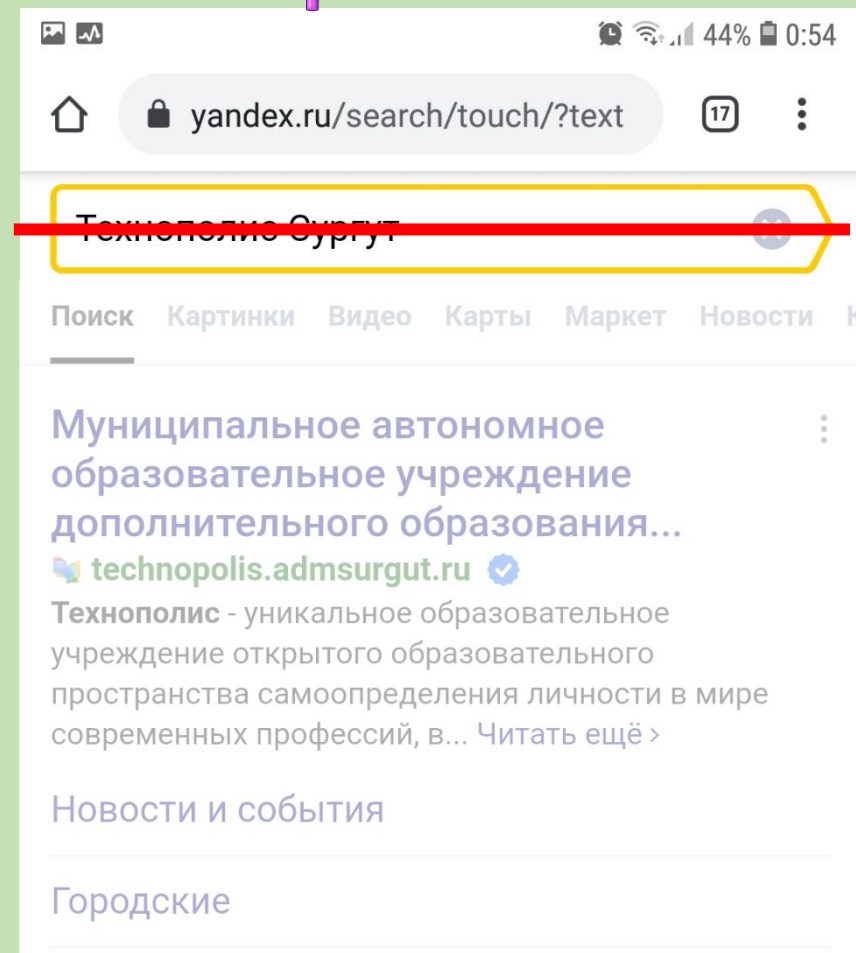 44% 0:54
yandex.ru/search/touch/?text 17
Технополис Сургут
Поиск Картинки Видео Карты Маркет Новости
Муниципальное автономное
образовательное учреждение
дополнительного образования...
technopolis.admsurgut.ru
Технополис - уникальное образовательное
учреждение открытого образовательного
пространства самоопределения личности в мире
современных профессий, в... Читать ещё >
Новости и события
Городские